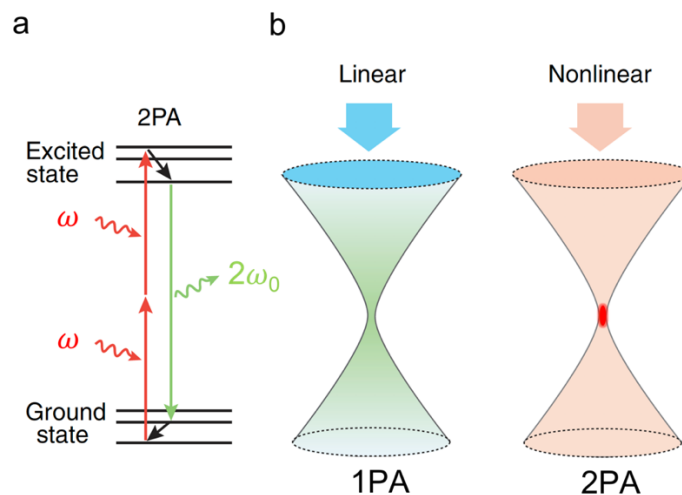 a
2PA
Excited
state
ω
2ω₀
ω
Ground
state
b
Linear
Nonlinear
1PA
2PA